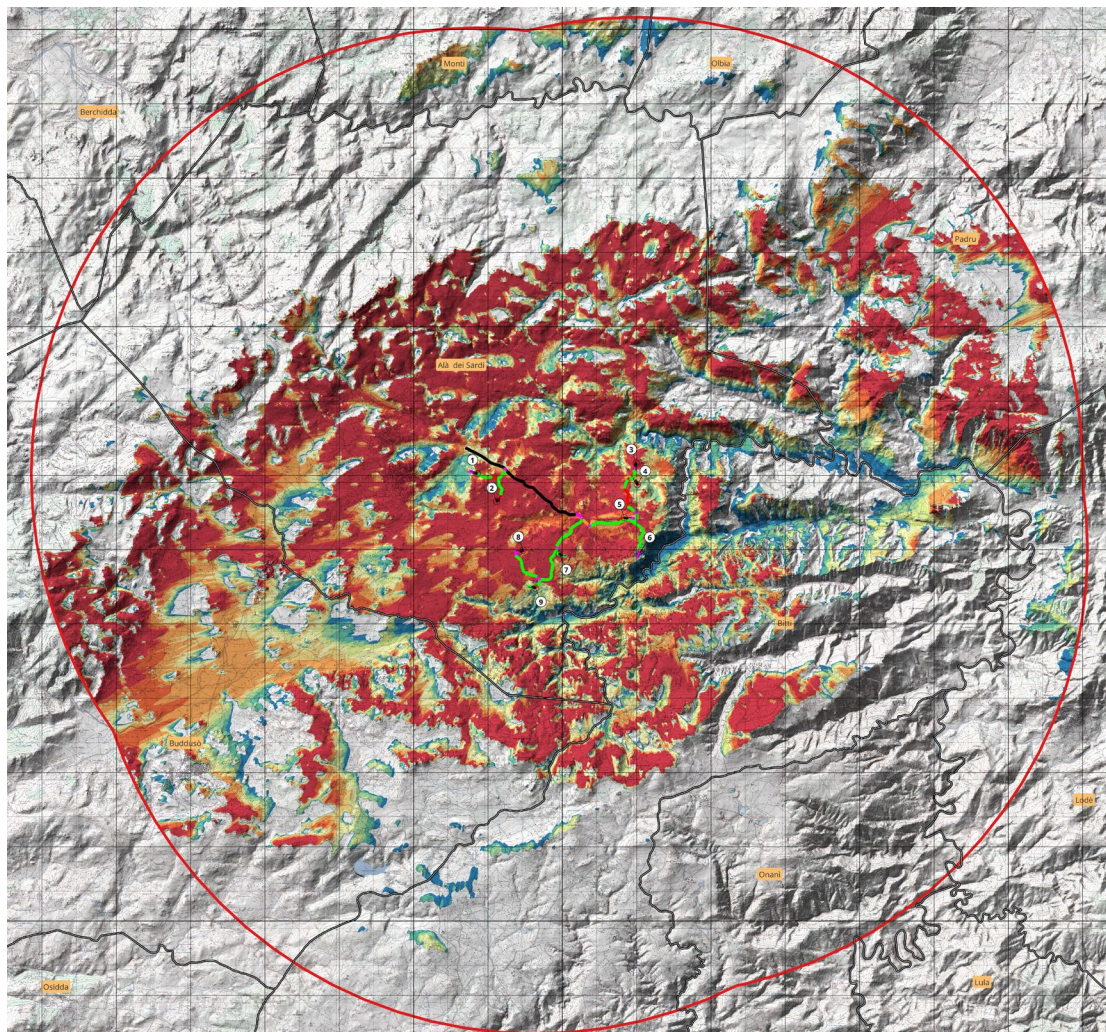 Monti
Olbia
Berchidda
Padru
Alà dei Sardi
3
1
4
2
5
8
6
7
9
Bitti
Buddusò
Lodè
Onanì
Lula
Osidda